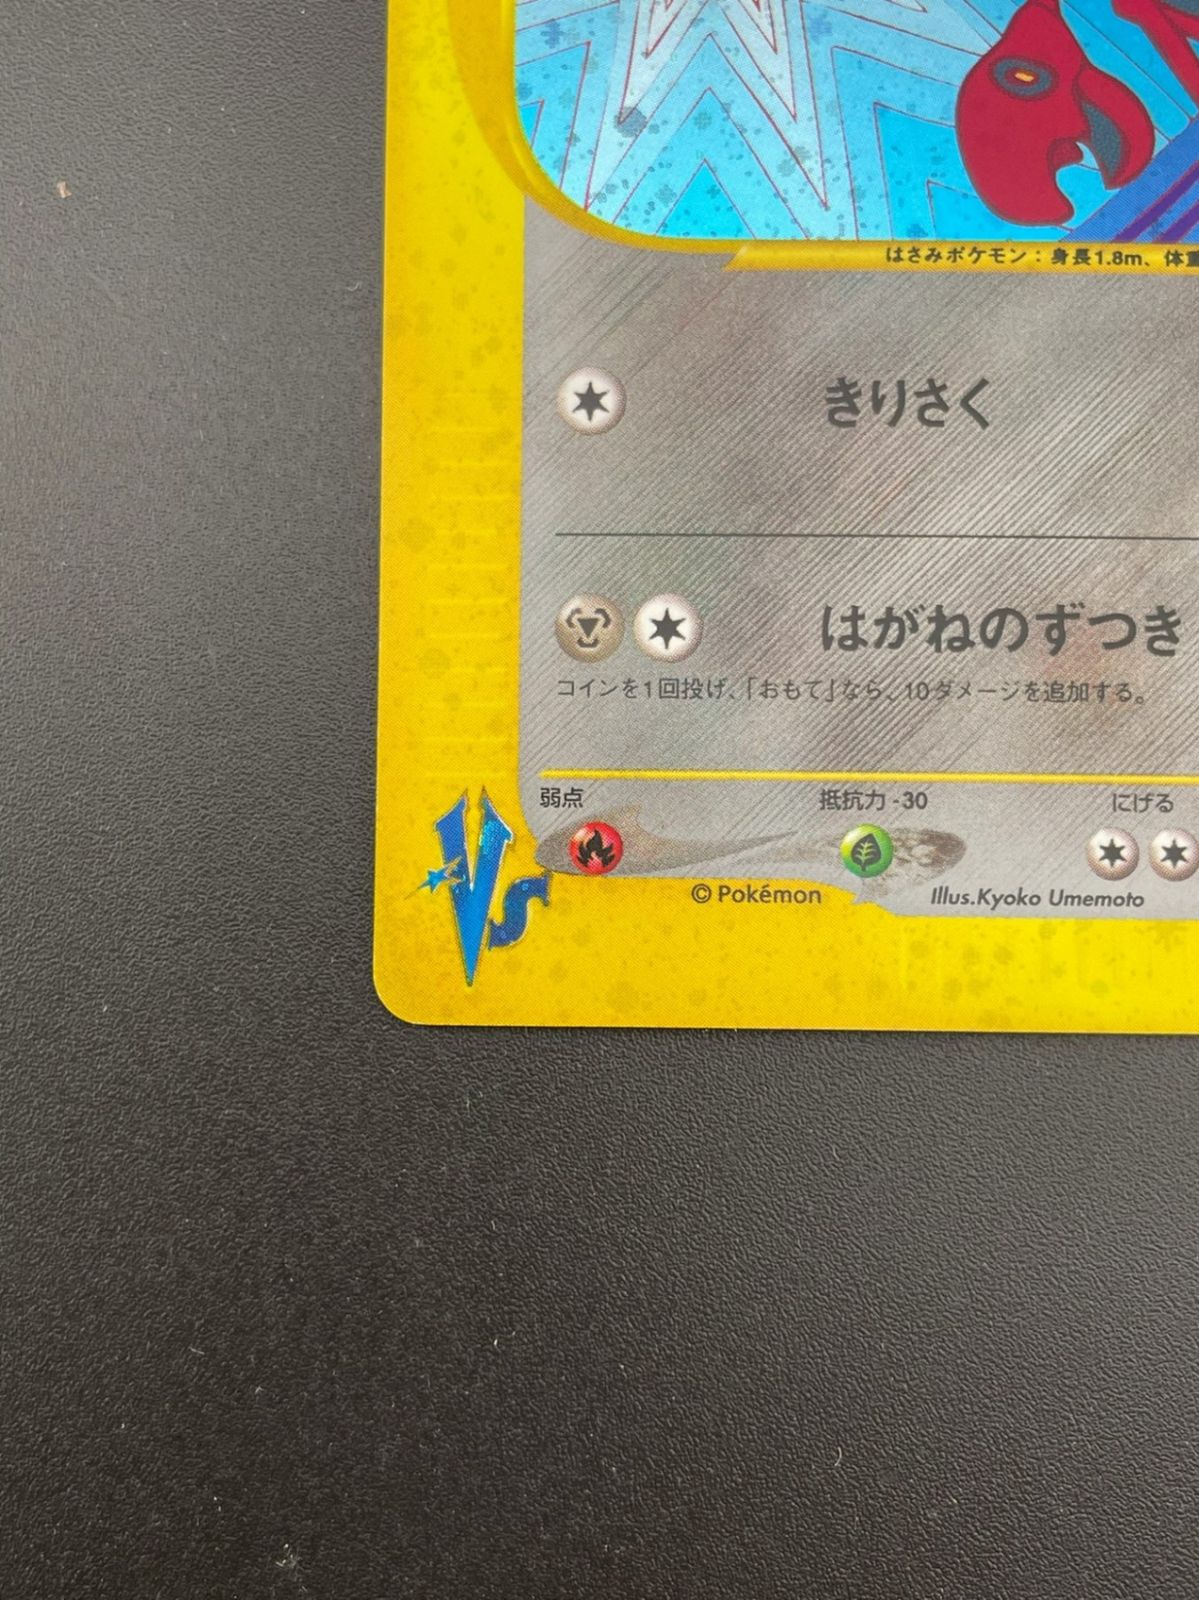 はさみポケモン：身長1.8m、体重
きりさく
はがねのずつき
コインを1回投げ、「おもて」なら、10ダメージを追加する。
弱点 抵抗力 -30 にげる
© Pokémon Illus.Kyoko Umemoto
VS